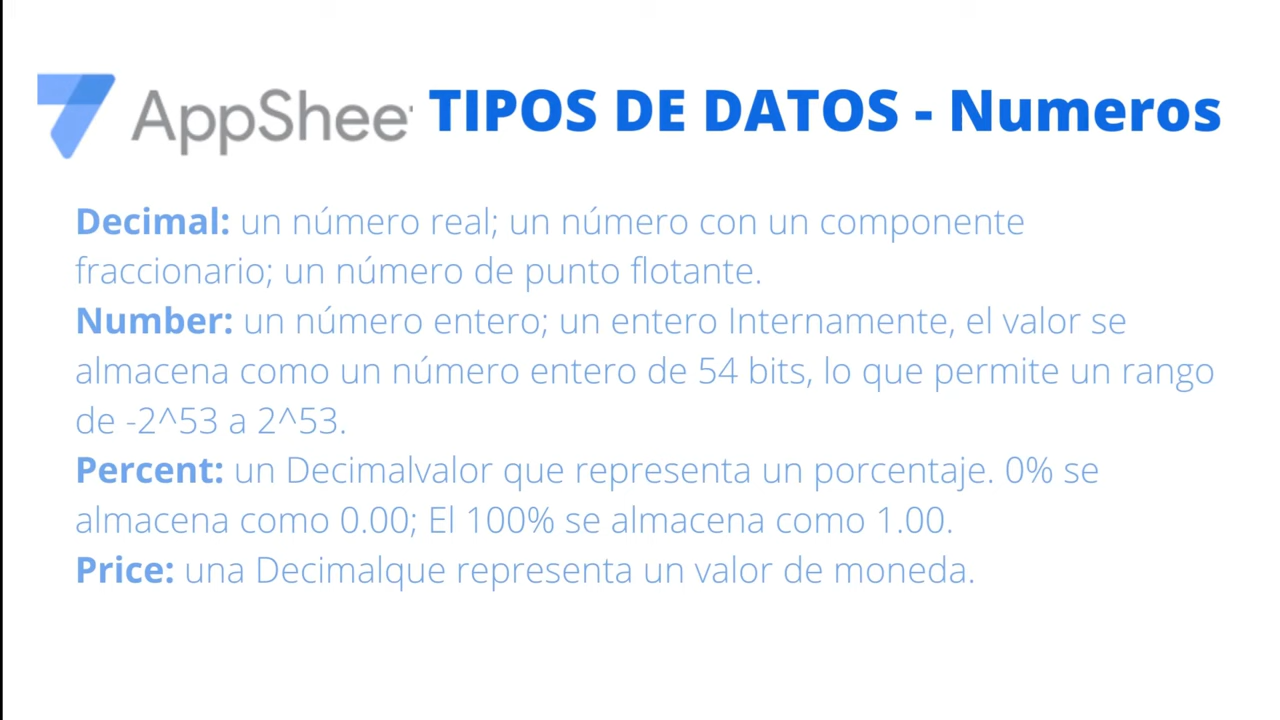 AppShee TIPOS DE DATOS - Numeros
Decimal: un número real; un número con un componente
fraccionario; un número de punto flotante.
Number: un número entero; un entero Internamente, el valor se
almacena como un número entero de 54 bits, lo que permite un rango
de -2^53 a 2^53.
Percent: un Decimalvalor que representa un porcentaje. 0% se
almacena como 0.00; El 100% se almacena como 1.00.
Price: una Decimalque representa un valor de moneda.